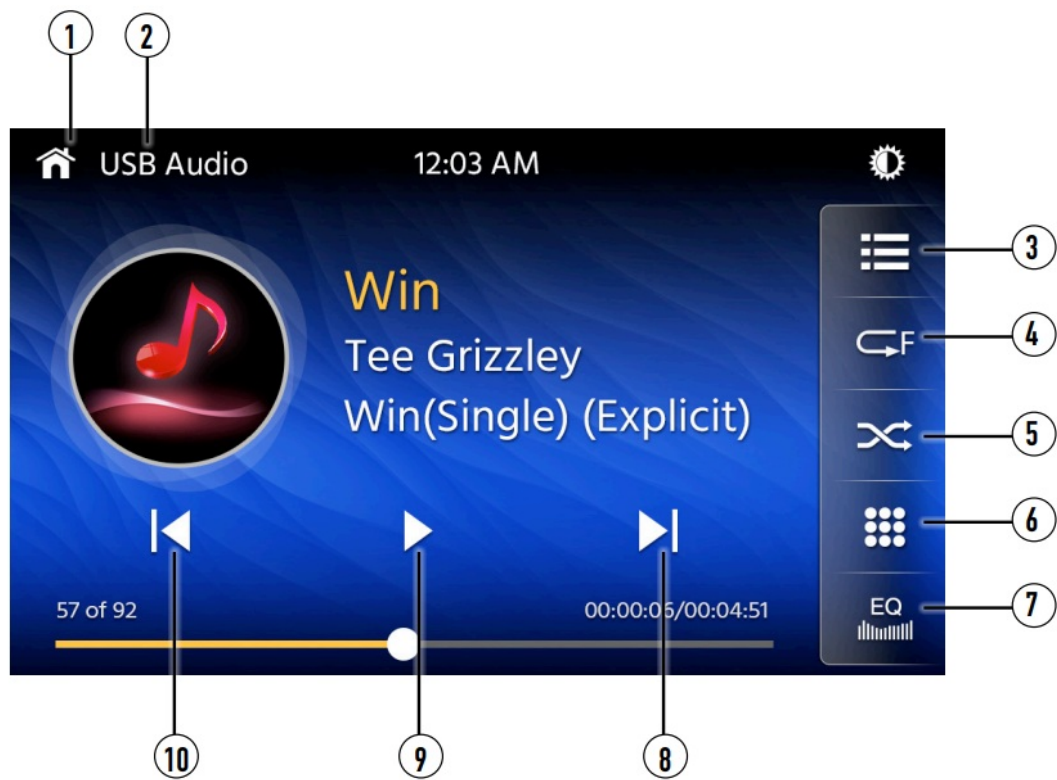 1 2
USB Audio 12:03 AM
3
Win
4
F
Tee Grizzley
Win(Single) (Explicit)
5
6
57 of 92 00:00:06/00:04:51
EQ
7
10 9 8